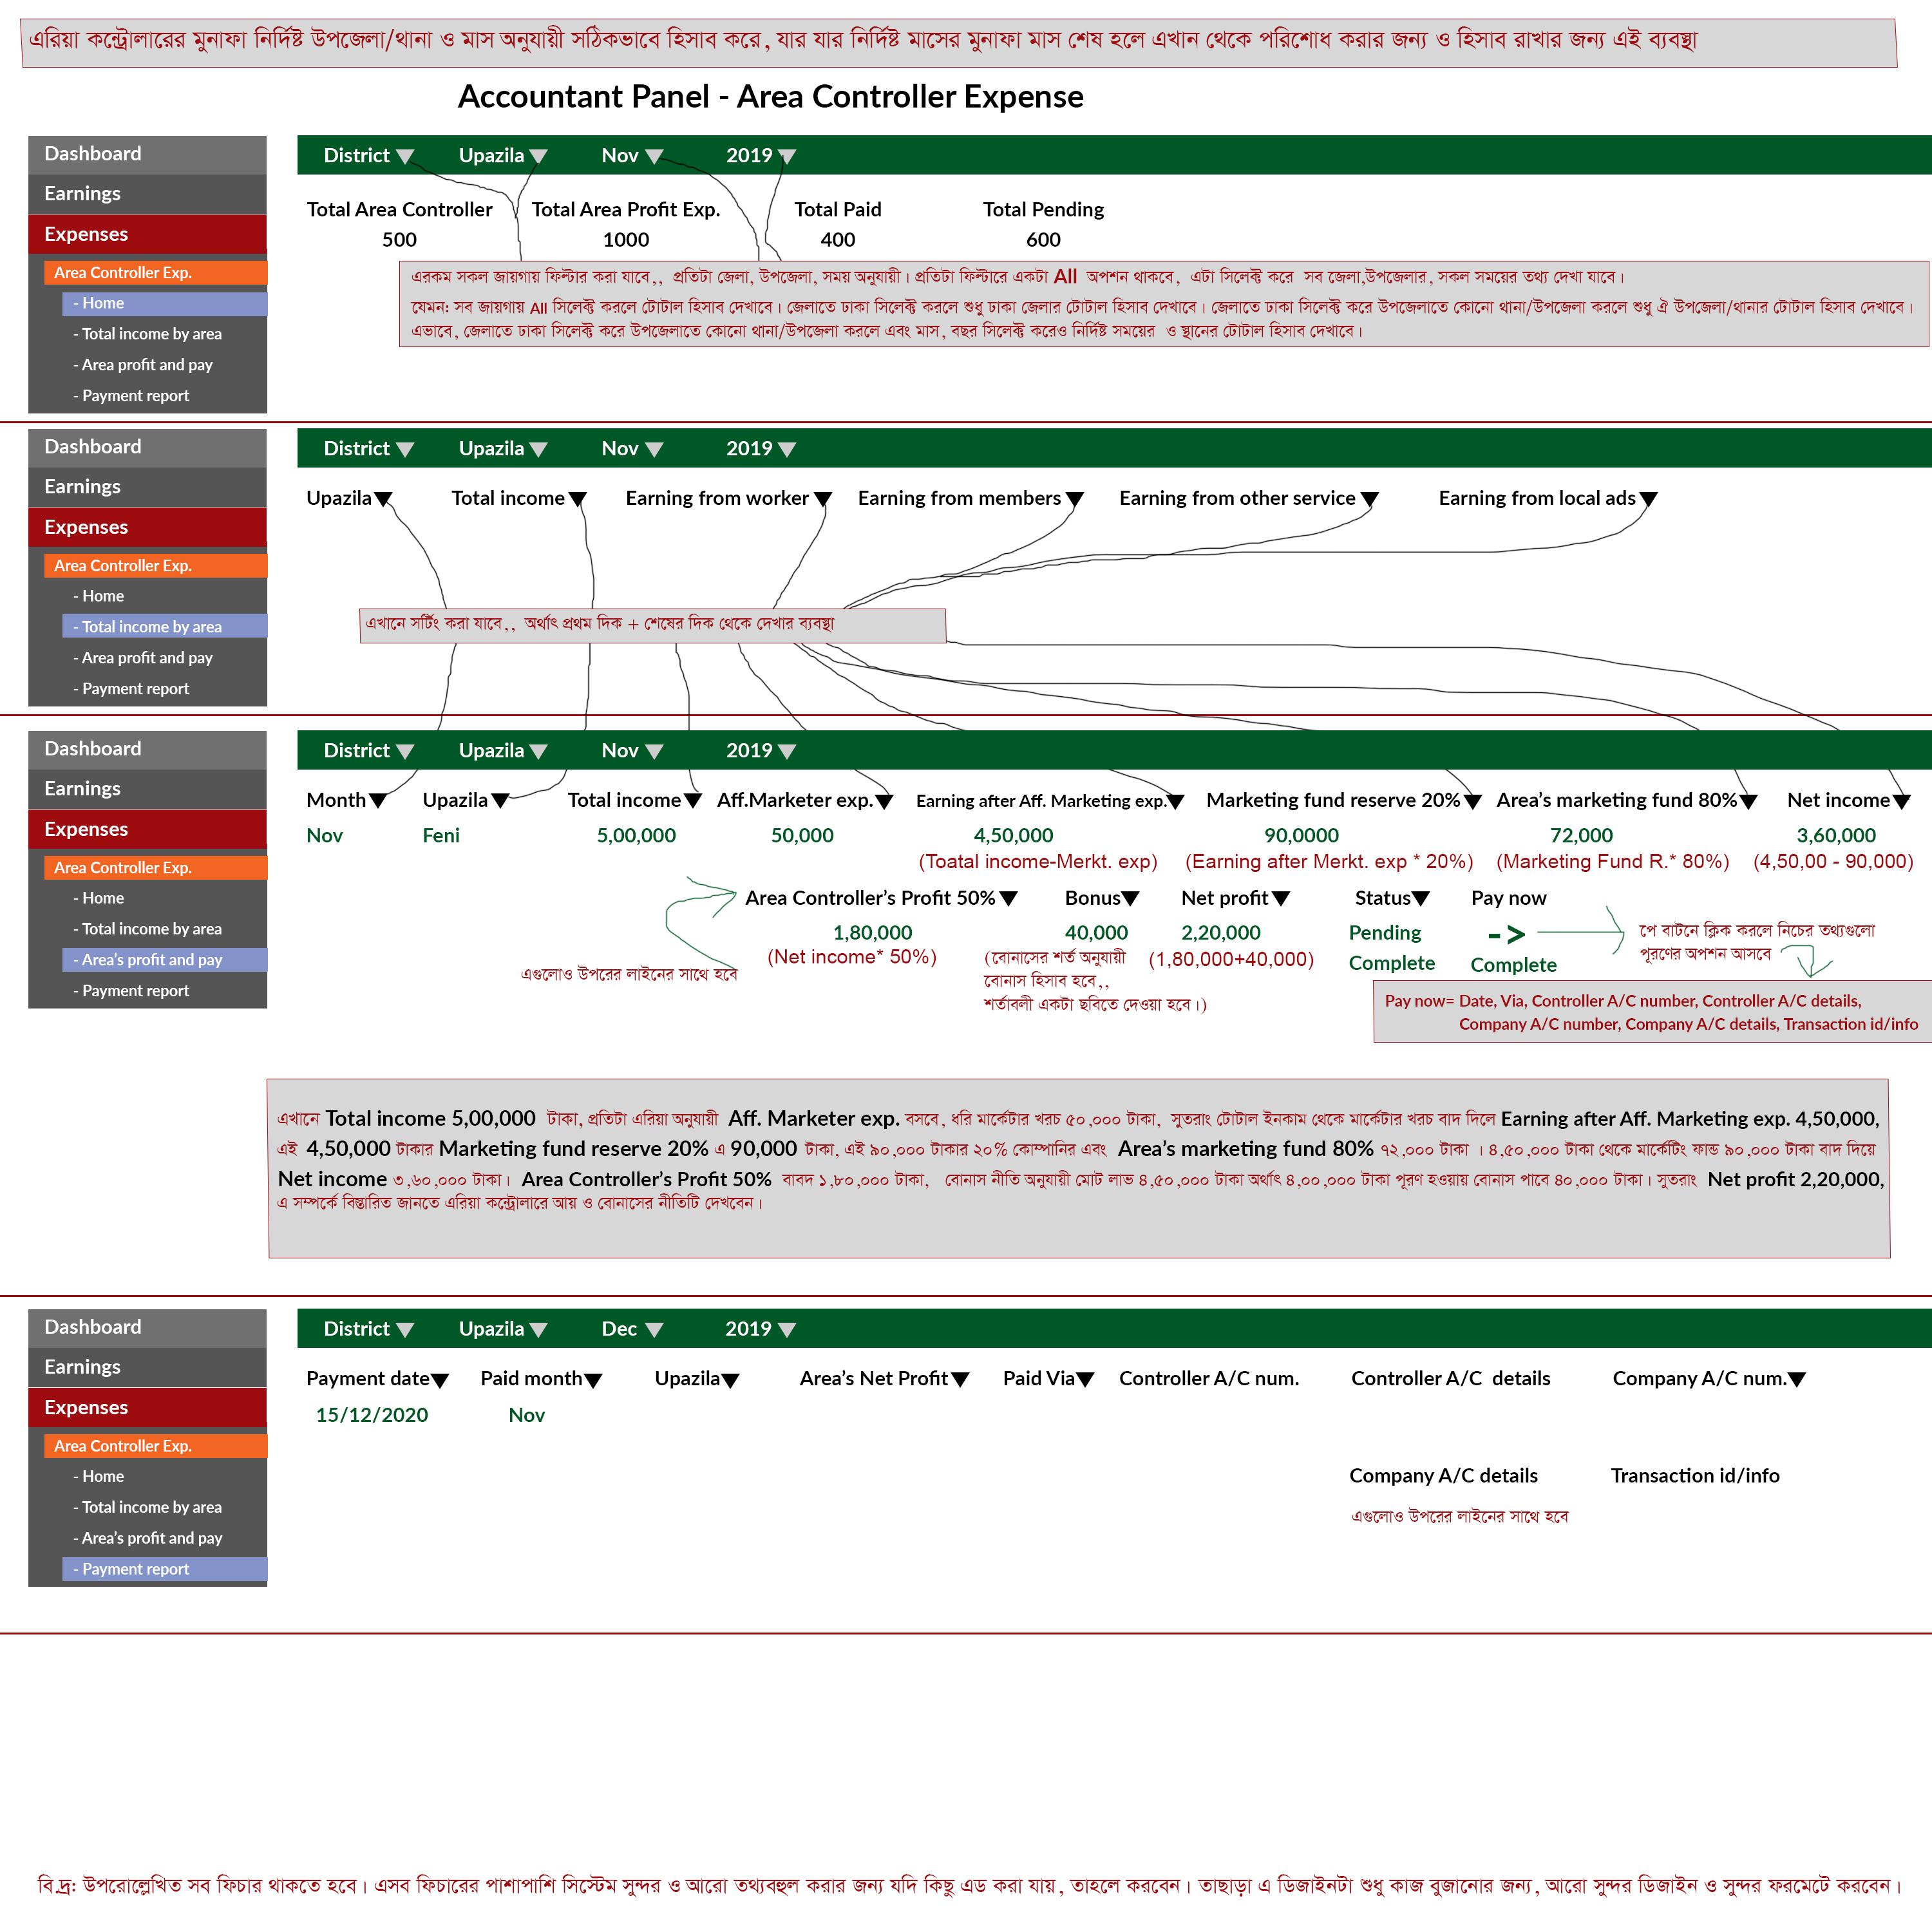 এরিয়া কন্ট্রোলারের মুনাফা নির্দিষ্ট উপজেলা/থানা ও মাস অনুযায়ী সঠিকভাবে হিসাব করে, যার যার নির্দিষ্ট মাসের মুনাফা মাস শেষ হলে এখান থেকে পরিশোধ করার জন্য ও হিসাব রাখার জন্য এই ব্যবস্থা
Accountant Panel - Area Controller Expense
Dashboard
Earnings
Expenses
Area Controller Exp.
- Home
- Total income by area
- Area profit and pay
- Payment report
District Upazila Nov 2019
Total Area Controller Total Area Profit Exp. Total Paid Total Pending
500 1000 400 600
এরকম সকল জায়গায় ফিল্টার করা যাবে,, প্রতিটা জেলা, উপজেলা, সময় অনুযায়ী। প্রতিটা ফিল্টারে একটা All অপশন থাকবে, এটা সিলেক্ট করে সব জেলা,উপজেলার, সকল সময়ের তথ্য দেখা যাবে।
যেমন: সব জায়গায় All সিলেক্ট করলে টোটাল হিসাব দেখাবে। জেলাতে ঢাকা সিলেক্ট করলে শুধু ঢাকা জেলার টোটাল হিসাব দেখাবে। জেলাতে ঢাকা সিলেক্ট করে উপজেলাতে কোনো থানা/উপজেলা করলে শুধু ঐ উপজেলা/থানার টোটাল হিসাব দেখাবে।
এভাবে, জেলাতে ঢাকা সিলেক্ট করে উপজেলাতে কোনো থানা/উপজেলা করলে এবং মাস, বছর সিলেক্ট করেও নির্দিষ্ট সময়ের ও স্থানের টোটাল হিসাব দেখাবে।
Dashboard
Earnings
Expenses
Area Controller Exp.
- Home
- Total income by area
- Area profit and pay
- Payment report
District Upazila Nov 2019
Upazila Total income Earning from worker Earning from members Earning from other service Earning from local ads
এখানে সর্টিং করা যাবে,, অর্থাৎ প্রথম দিক + শেষের দিক থেকে দেখার ব্যবস্থা
Dashboard
Earnings
Expenses
Area Controller Exp.
- Home
- Total income by area
- Area's profit and pay
- Payment report
District Upazila Nov 2019
Month Upazila Total income Aff.Marketer exp. Earning after Aff. Marketing exp. Marketing fund reserve 20% Area's marketing fund 80% Net income
Nov Feni 5,00,000 50,000 4,50,000 90,0000 72,000 3,60,000
(Toatal income-Merkt. exp) (Earning after Merkt. exp * 20%) (Marketing Fund R.* 80%) (4,50,00 - 90,000)
Area Controller's Profit 50% Bonus Net profit Status Pay now
1,80,000 40,000 2,20,000 Pending ->
(Net income* 50%) (1,80,000+40,000) Complete Complete
(বোনাসের শর্ত অনুযায়ী
বোনাস হিসাব হবে,,
শর্তাবলী একটা ছবিতে দেওয়া হবে।)
এগুলোও উপরের লাইনের সাথে হবে
পে বাটনে ক্লিক করলে নিচের তথ্যগুলো
পূরণের অপশন আসবে
Pay now= Date, Via, Controller A/C number, Controller A/C details,
Company A/C number, Company A/C details, Transaction id/info
এখানে Total income 5,00,000 টাকা, প্রতিটা এরিয়া অনুযায়ী Aff. Marketer exp. বসবে, ধরি মার্কেটার খরচ ৫০,০০০ টাকা, সুতরাং টোটাল ইনকাম থেকে মার্কেটার খরচ বাদ দিলে Earning after Aff. Marketing exp. 4,50,000,
এই 4,50,000 টাকার Marketing fund reserve 20% এ 90,000 টাকা, এই ৯০,০০০ টাকার ২০% কোম্পানির এবং Area's marketing fund 80% ৭২,০০০ টাকা । ৪,৫০,০০০ টাকা থেকে মার্কেটিং ফান্ড ৯০,০০০ টাকা বাদ দিয়ে
Net income ৩,৬০,০০০ টাকা। Area Controller's Profit 50% বাবদ ১,৮০,০০০ টাকা, বোনাস নীতি অনুযায়ী মোট লাভ ৪,৫০,০০০ টাকা অর্থাৎ ৪,০০,০০০ টাকা পূরণ হওয়ায় বোনাস পাবে ৪০,০০০ টাকা। সুতরাং Net profit 2,20,000,
এ সম্পর্কে বিস্তারিত জানতে এরিয়া কন্ট্রোলারে আয় ও বোনাসের নীতিটি দেখবেন।
Dashboard
Earnings
Expenses
Area Controller Exp.
- Home
- Total income by area
- Area's profit and pay
- Payment report
District Upazila Dec 2019
Payment date Paid month Upazila Area's Net Profit Paid Via Controller A/C num. Controller A/C details Company A/C num.
15/12/2020 Nov
Company A/C details Transaction id/info
এগুলোও উপরের লাইনের সাথে হবে
বি.দ্র: উপরোল্লেখিত সব ফিচার থাকতে হবে। এসব ফিচারের পাশাপাশি সিস্টেম সুন্দর ও আরো তথ্যবহুল করার জন্য যদি কিছু এড করা যায়, তাহলে করবেন। তাছাড়া এ ডিজাইনটা শুধু কাজ বুজানোর জন্য, আরো সুন্দর ডিজাইন ও সুন্দর ফরমেটে করবেন।